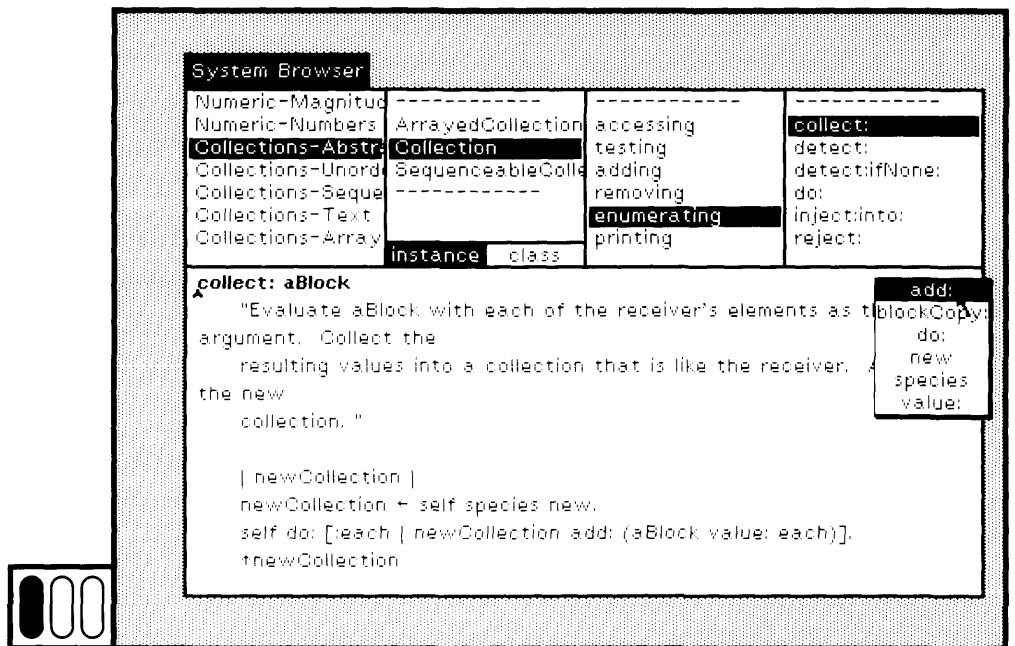 System Browser
Numeric-Magnitud
Numeric-Numbers
Collections-Abstr
Collections-Unord
Collections-Seque
Collections-Text
Collections-Array
------------
ArrayedCollection
Collection
SequenceableColle
------------
instance class
------------
accessing
testing
adding
removing
enumerating
printing
------------
collect:
detect:
detect:ifNone:
do:
inject:into:
reject:
collect: aBlock
"Evaluate aBlock with each of the receiver's elements as t
argument. Collect the
resulting values into a collection that is like the receiver. A
the new
collection. "
| newCollection |
newCollection ← self species new.
self do: [:each | newCollection add: (aBlock value: each)].
↑newCollection
add:
blockCopy:
do:
new
species
value: